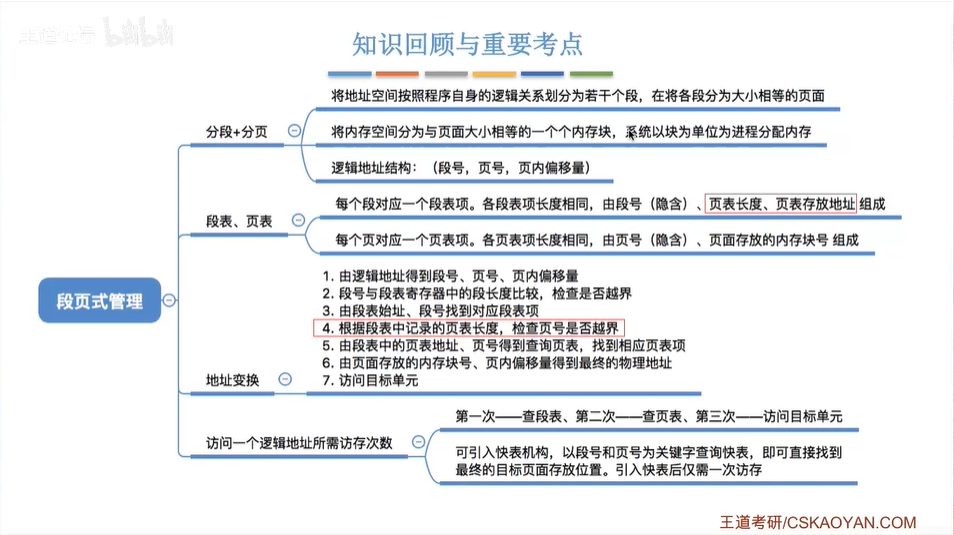 王道考研 bilibili
知识回顾与重要考点
将地址空间按照程序自身的逻辑关系划分为若干个段，在将各段分为大小相等的页面
分段+分页
将内存空间分为与页面大小相等的一个个内存块，系统以块为单位为进程分配内存
逻辑地址结构：（段号，页号，页内偏移量）
每个段对应一个段表项。各段表项长度相同，由段号（隐含）、页表长度、页表存放地址 组成
段表、页表
每个页对应一个页表项。各页表项长度相同，由页号（隐含）、页面存放的内存块号 组成
段页式管理
1. 由逻辑地址得到段号、页号、页内偏移量
2. 段号与段表寄存器中的段长度比较，检查是否越界
3. 由段表始址、段号找到对应段表项
4. 根据段表中记录的页表长度，检查页号是否越界
5. 由段表中的页表地址、页号得到查询页表，找到相应页表项
6. 由页面存放的内存块号、页内偏移量得到最终的物理地址
7. 访问目标单元
地址变换
第一次——查段表、第二次——查页表、第三次——访问目标单元
访问一个逻辑地址所需访存次数
可引入快表机构，以段号和页号为关键字查询快表，即可直接找到
最终的目标页面存放位置。引入快表后仅需一次访存
王道考研/CSKAOYAN.COM